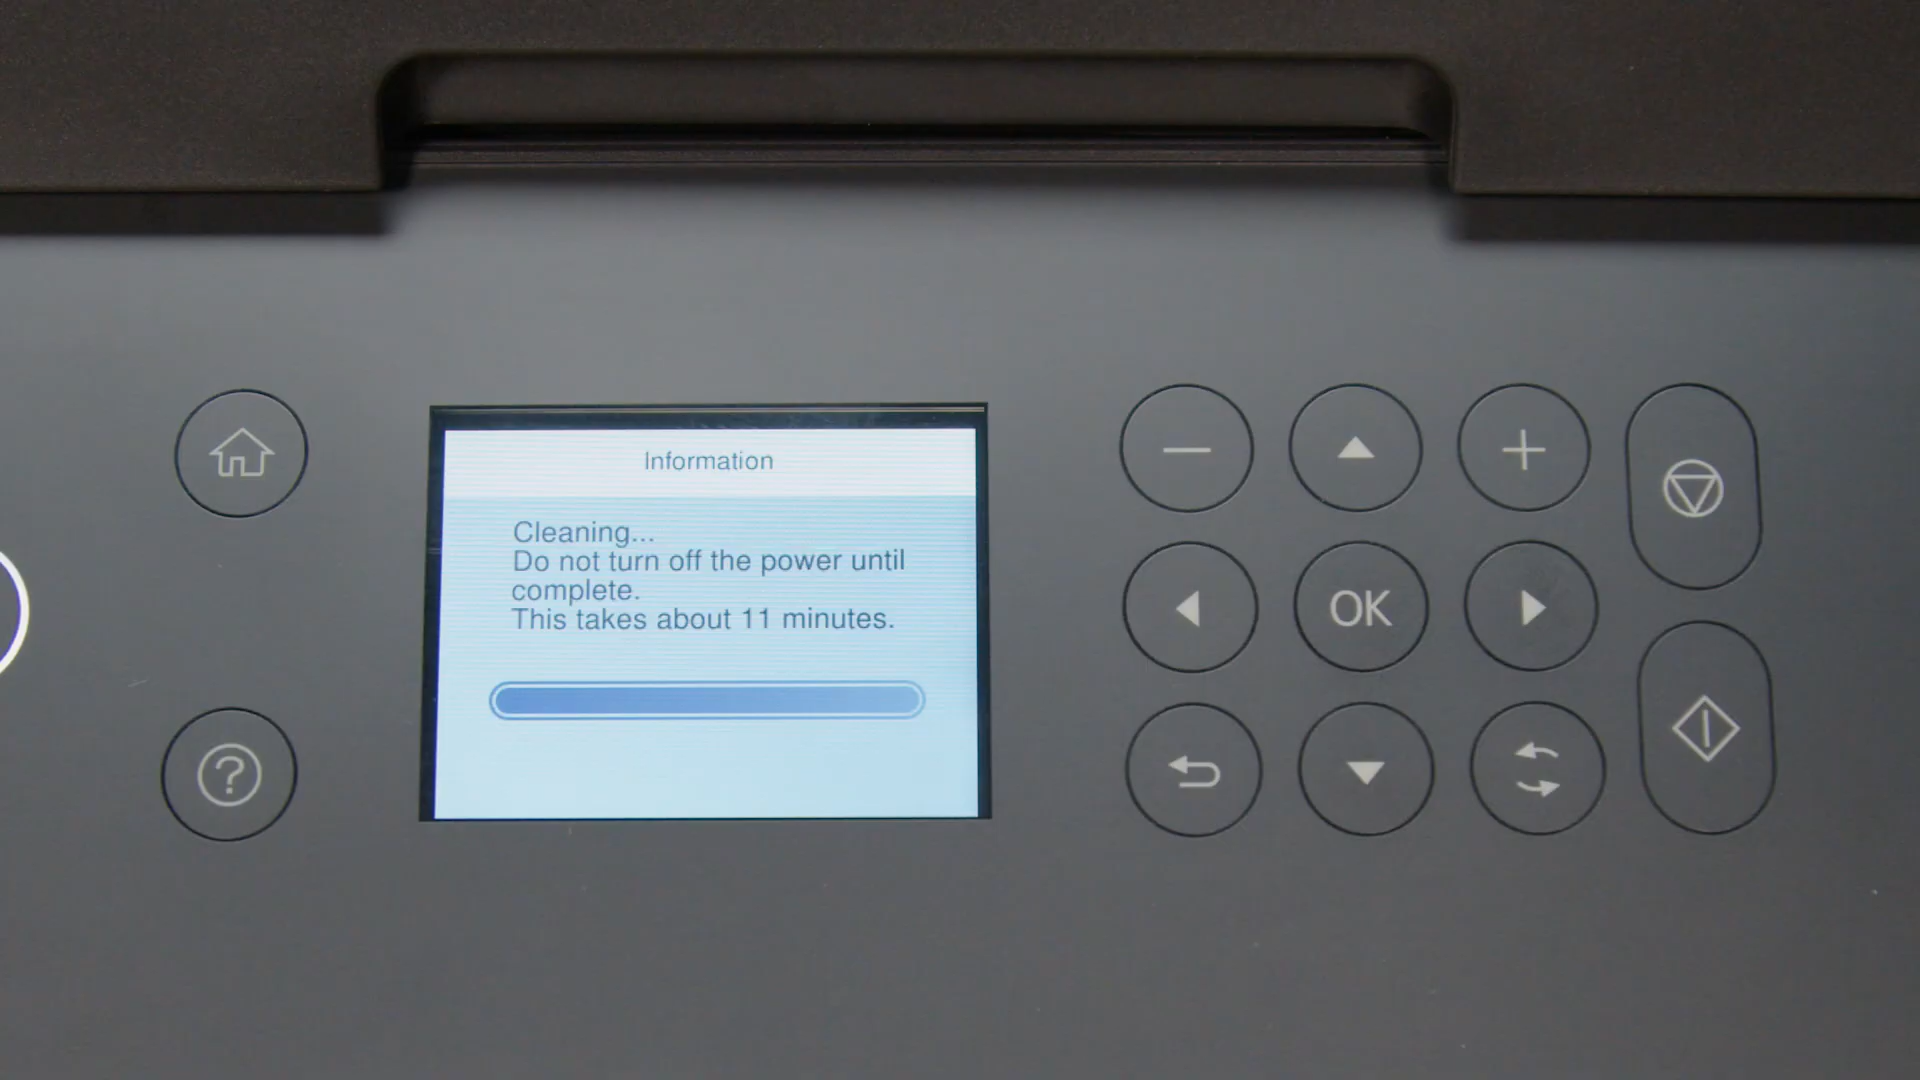 Information
Cleaning...
Do not turn off the power until
complete.
This takes about 11 minutes.
OK
?